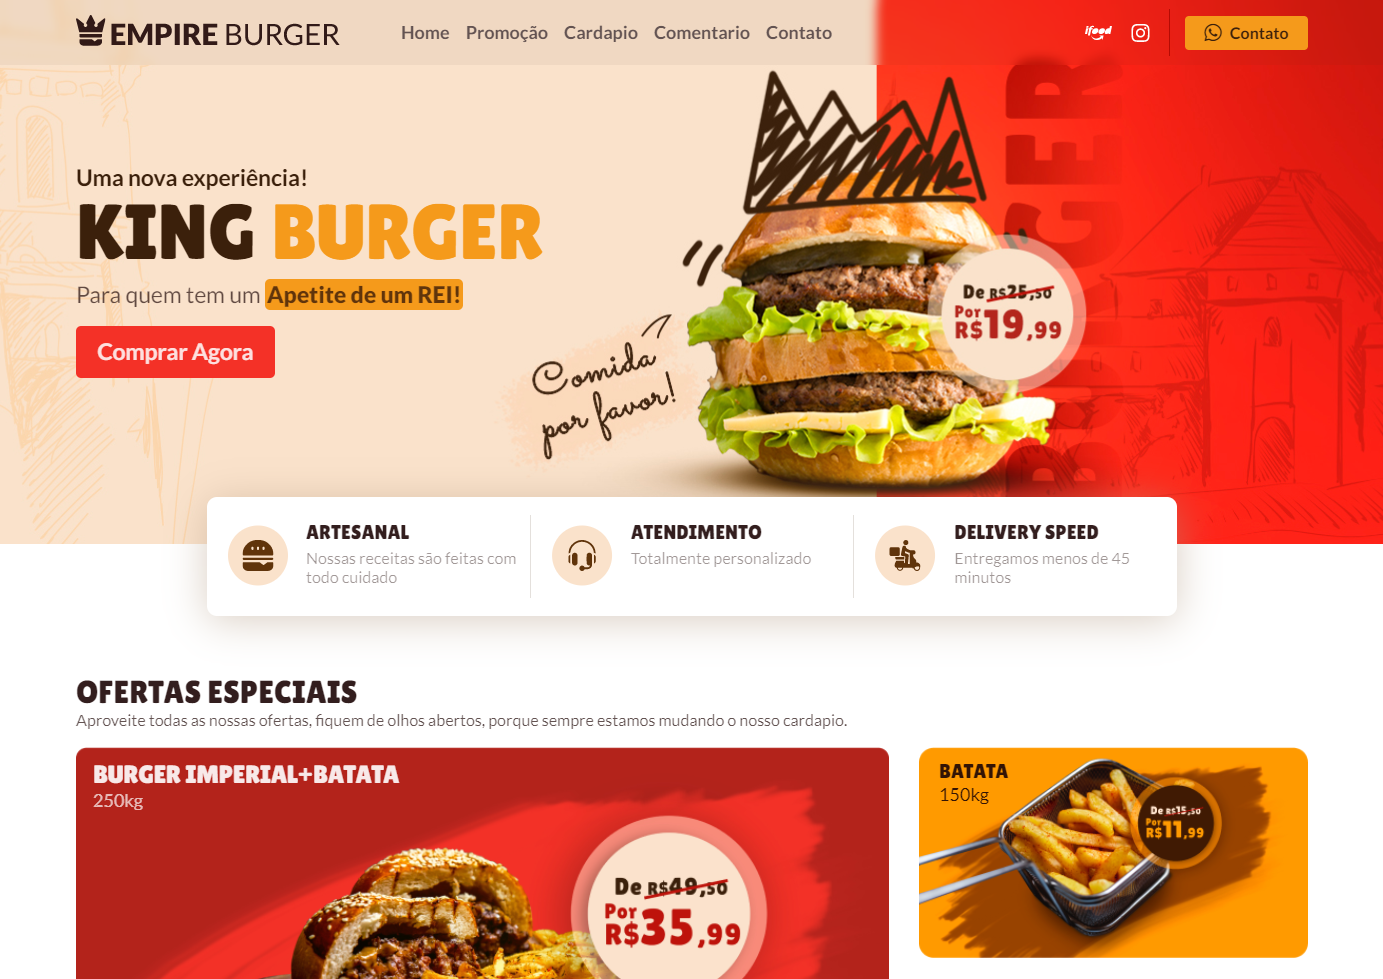 EMPIRE BURGER
Home Promoção Cardapio Comentario Contato
ifood
Contato
BURGER
Uma nova experiência!
KING BURGER
Para quem tem um Apetite de um REI!
Comprar Agora
Comida
por favor!
De R$25,50
Por
R$19,99
ARTESANAL
Nossas receitas são feitas com
todo cuidado
ATENDIMENTO
Totalmente personalizado
DELIVERY SPEED
Entregamos menos de 45
minutos
OFERTAS ESPECIAIS
Aproveite todas as nossas ofertas, fiquem de olhos abertos, porque sempre estamos mudando o nosso cardapio.
BURGER IMPERIAL+BATATA
250kg
De R$49,50
Por
R$35,99
BATATA
150kg
De R$15,50
Por
R$11,99